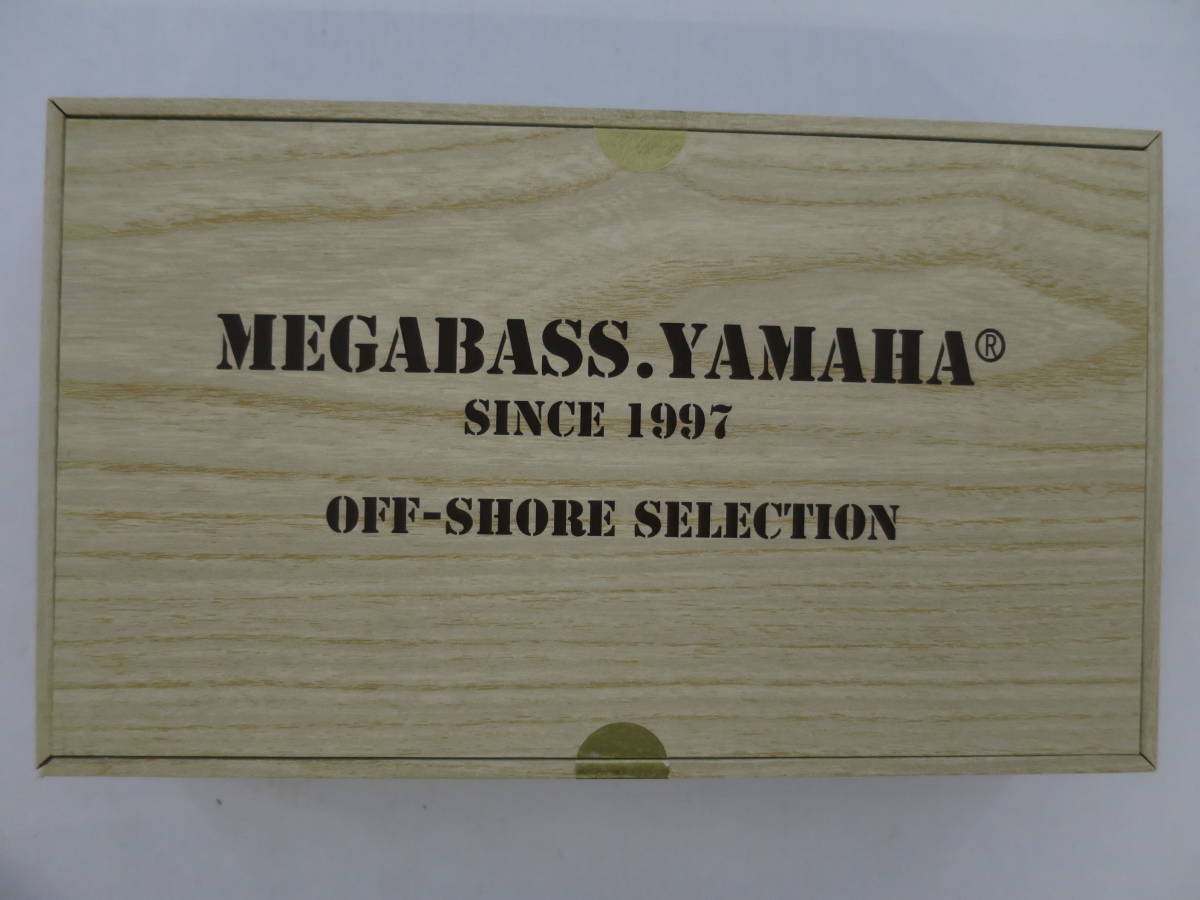 MEGABASS.YAMAHA®
SINCE 1997
OFF-SHORE SELECTION